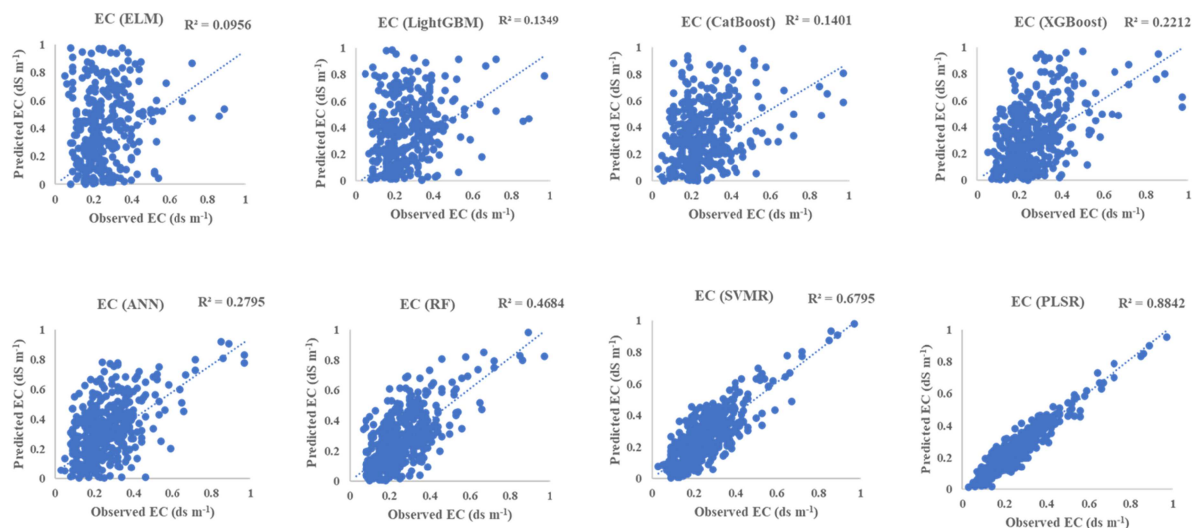 EC (ELM) R² = 0.0956
1
0.8
0.6
0.4
0.2
0
Predicted EC (dS m⁻¹)
0 0.2 0.4 0.6 0.8 1
Observed EC (ds m⁻¹)
EC (LightGBM) R² = 0.1349
1
0.8
0.6
0.4
0.2
0
Predicted EC (dS m⁻¹)
0 0.2 0.4 0.6 0.8 1
Observed EC (ds m⁻¹)
EC (CatBoost) R² = 0.1401
1
0.8
0.6
0.4
0.2
0
Predicted EC (dS m⁻¹)
0 0.2 0.4 0.6 0.8 1
Observed EC (ds m⁻¹)
EC (XGBoost) R² = 0.2212
1
0.8
0.6
0.4
0.2
0
Predicted EC (dS m⁻¹)
0 0.2 0.4 0.6 0.8 1
Observed EC (ds m⁻¹)
EC (ANN) R² = 0.2795
1
0.8
0.6
0.4
0.2
0
Predicted EC (dS m⁻¹)
0 0.2 0.4 0.6 0.8 1
Observed EC (ds m⁻¹)
EC (RF) R² = 0.4684
1
0.8
0.6
0.4
0.2
0
Predicted EC (dS m⁻¹)
0 0.2 0.4 0.6 0.8 1
Observed EC (ds m⁻¹)
EC (SVMR) R² = 0.6795
1
0.8
0.6
0.4
0.2
0
Predicted EC (dS m⁻¹)
0 0.2 0.4 0.6 0.8 1
Observed EC (ds m⁻¹)
EC (PLSR) R² = 0.8842
1
0.8
0.6
0.4
0.2
0
Predicted EC (dS m⁻¹)
0 0.2 0.4 0.6 0.8 1
Observed EC (ds m⁻¹)